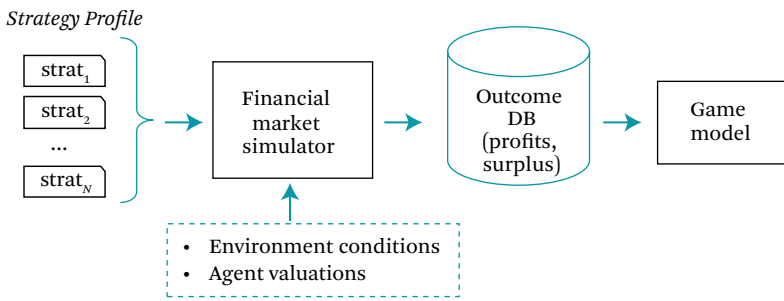 Strategy Profile
strat1
strat2
...
stratN
Financial
market
simulator
Outcome
DB
(profits,
surplus)
Game
model
• Environment conditions
• Agent valuations